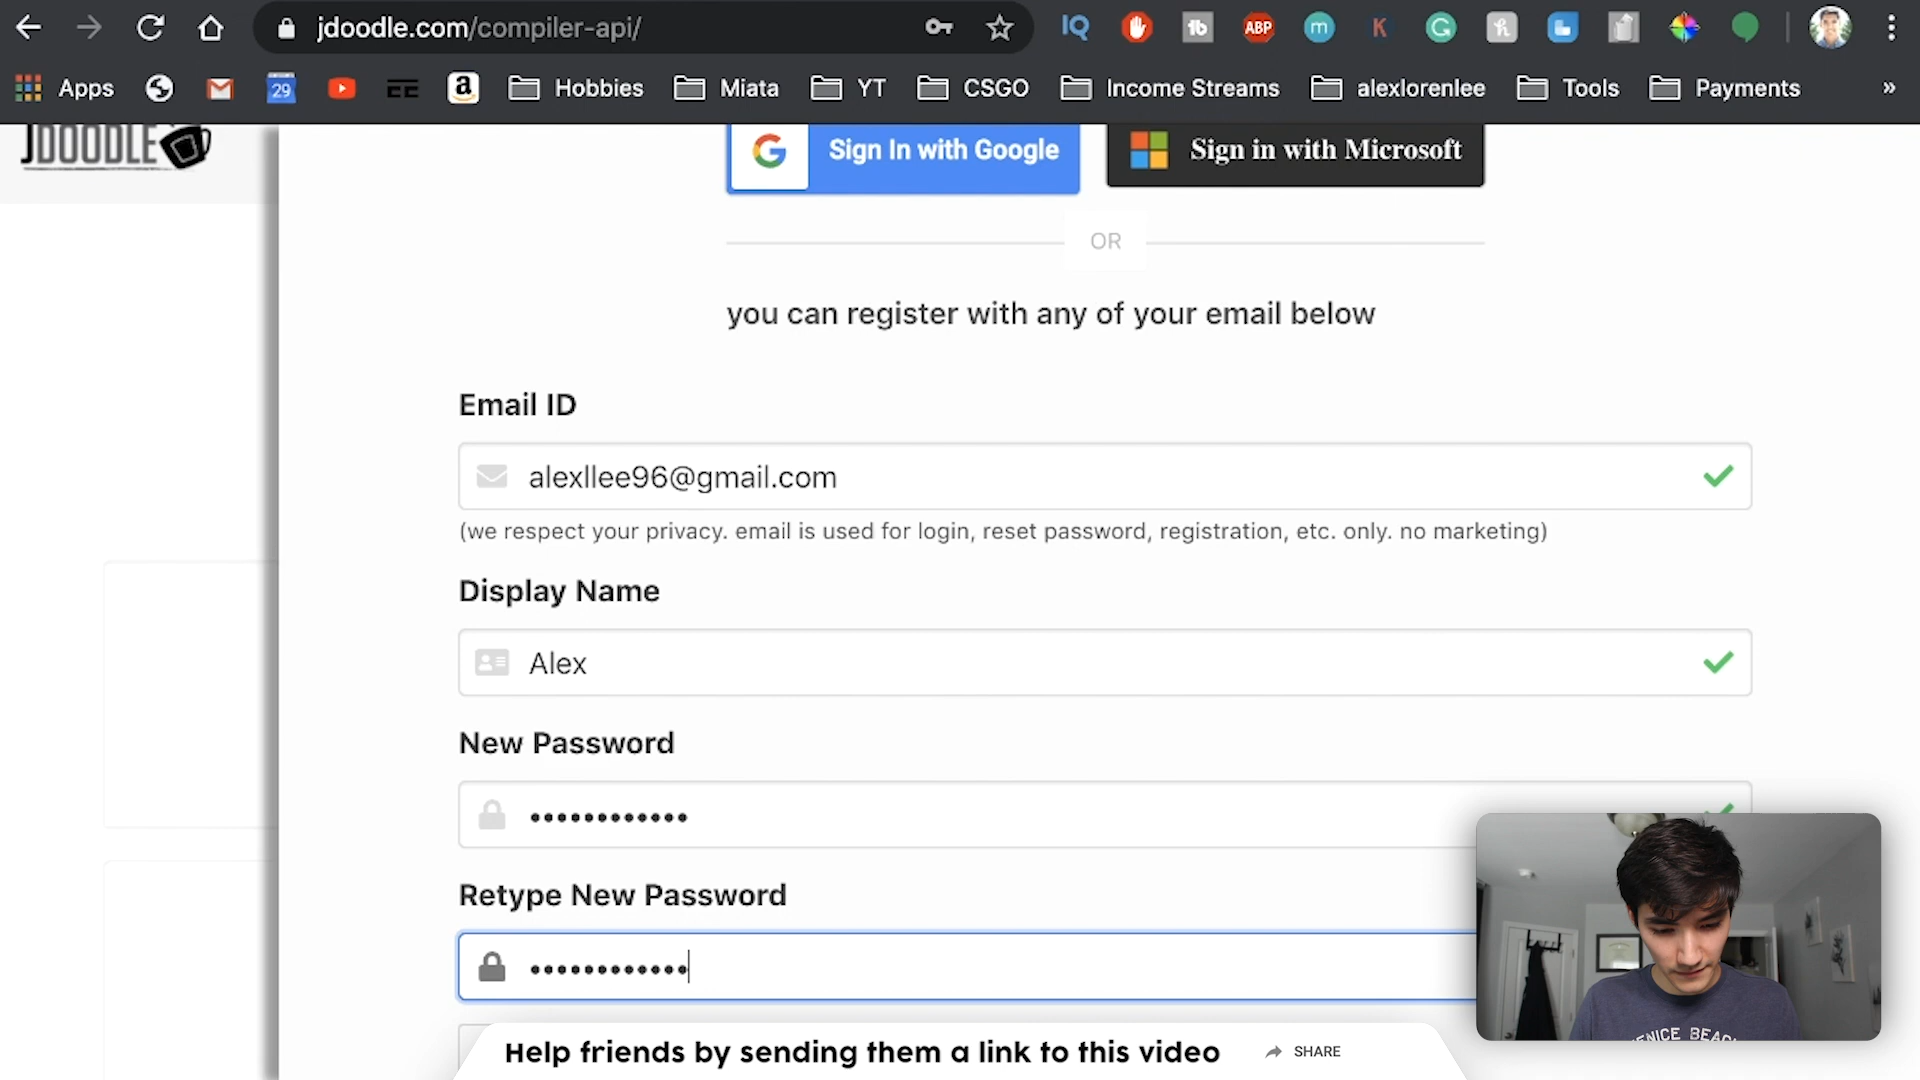 jdoodle.com/compiler-api/
Apps 29 Hobbies Miata YT CSGO Income Streams alexlorenlee Tools Payments »
JDOODLE
Sign In with Google Sign in with Microsoft
OR
you can register with any of your email below
Email ID
alexllee96@gmail.com
(we respect your privacy. email is used for login, reset password, registration, etc. only. no marketing)
Display Name
Alex
New Password
••••••••••••
Retype New Password
••••••••••••
Help friends by sending them a link to this video SHARE